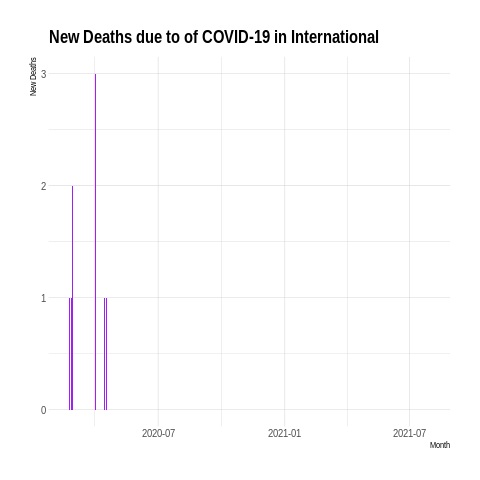 New Deaths due to of COVID-19 in International
New Deaths
3
2
1
0
2020-07
2021-01
2021-07
Month